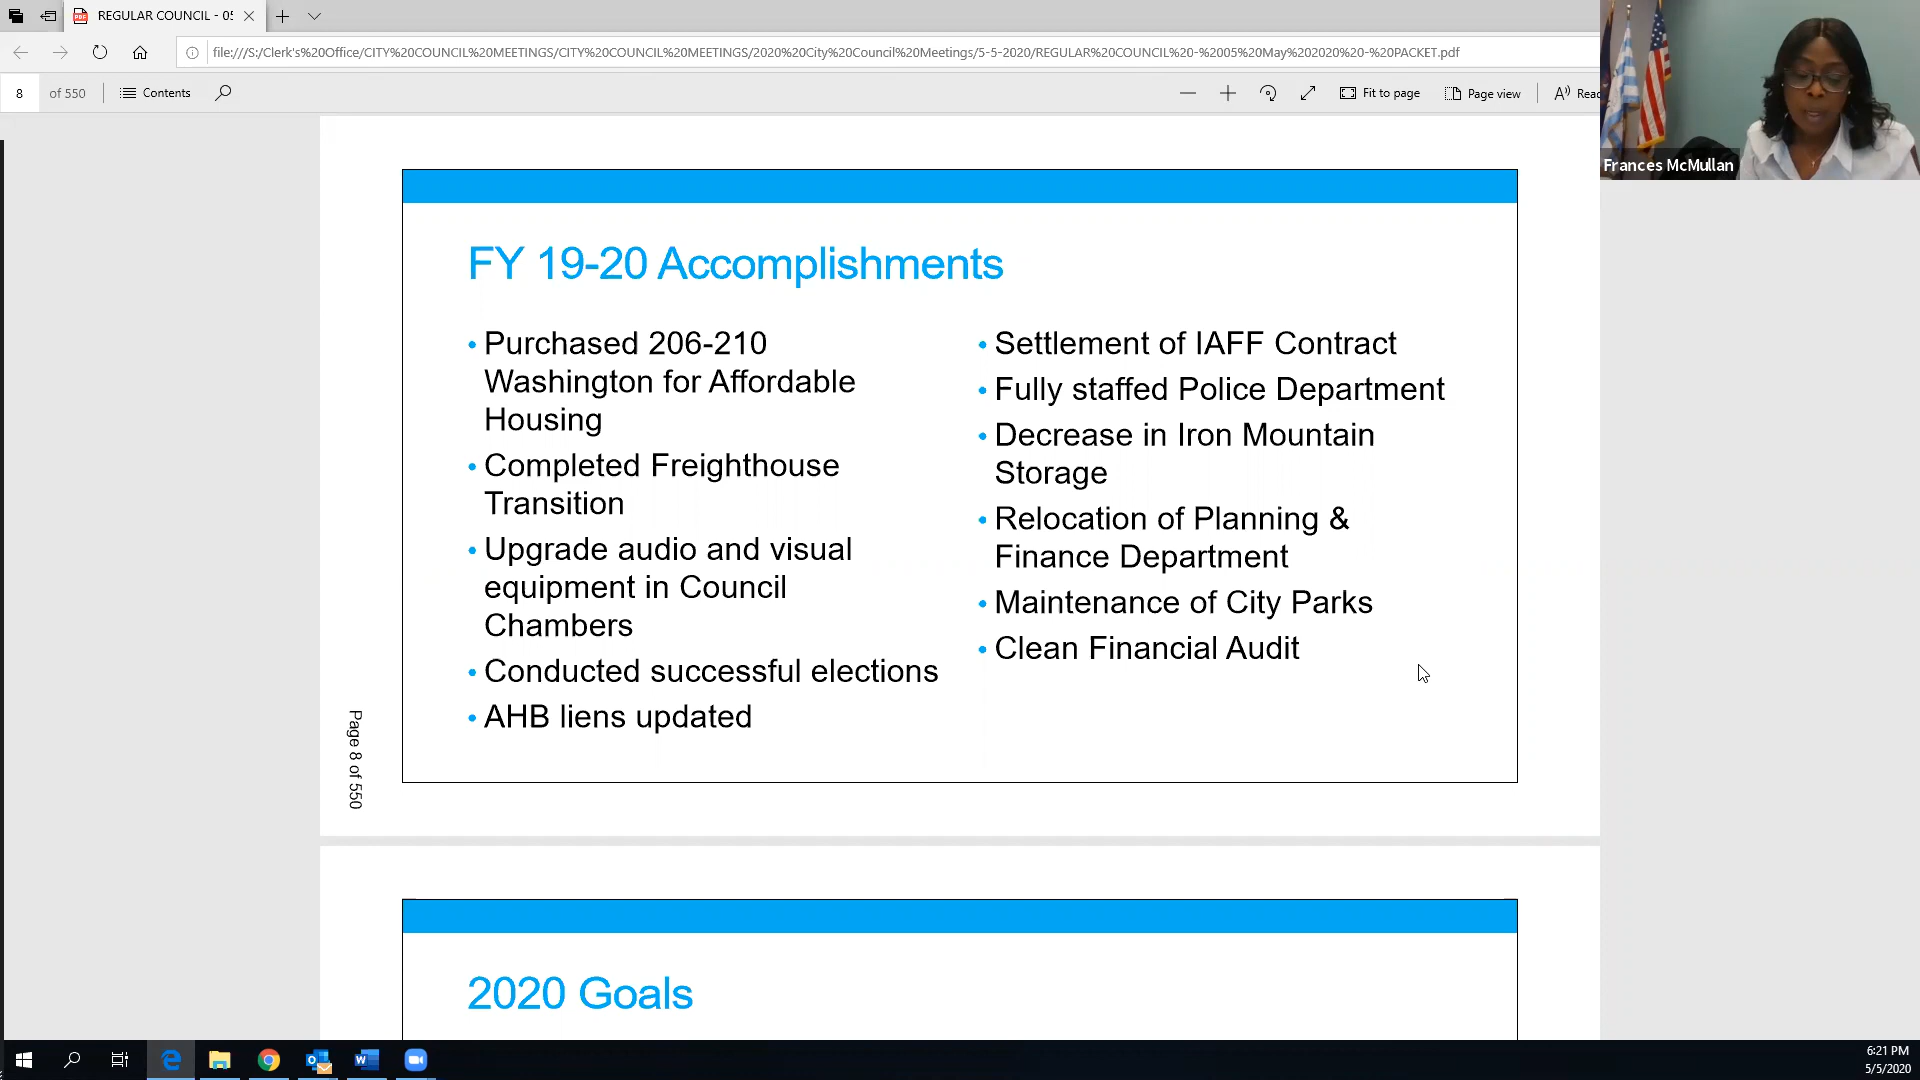 REGULAR COUNCIL - 05
file:///S:/Clerk's%20Office/CITY%20COUNCIL%20MEETINGS/CITY%20COUNCIL%20MEETINGS/2020%20City%20Council%20Meetings/5-5-2020/REGULAR%20COUNCIL%20-%2005%20May%202020%20-%20PACKET.pdf
8 of 550 Contents Fit to page Page view Read
Frances McMullan
FY 19-20 Accomplishments
• Purchased 206-210
Washington for Affordable
Housing
• Completed Freighthouse
Transition
• Upgrade audio and visual
equipment in Council
Chambers
• Conducted successful elections
• AHB liens updated
• Settlement of IAFF Contract
• Fully staffed Police Department
• Decrease in Iron Mountain
Storage
• Relocation of Planning &
Finance Department
• Maintenance of City Parks
• Clean Financial Audit
Page 8 of 550
2020 Goals
6:21 PM
5/5/2020